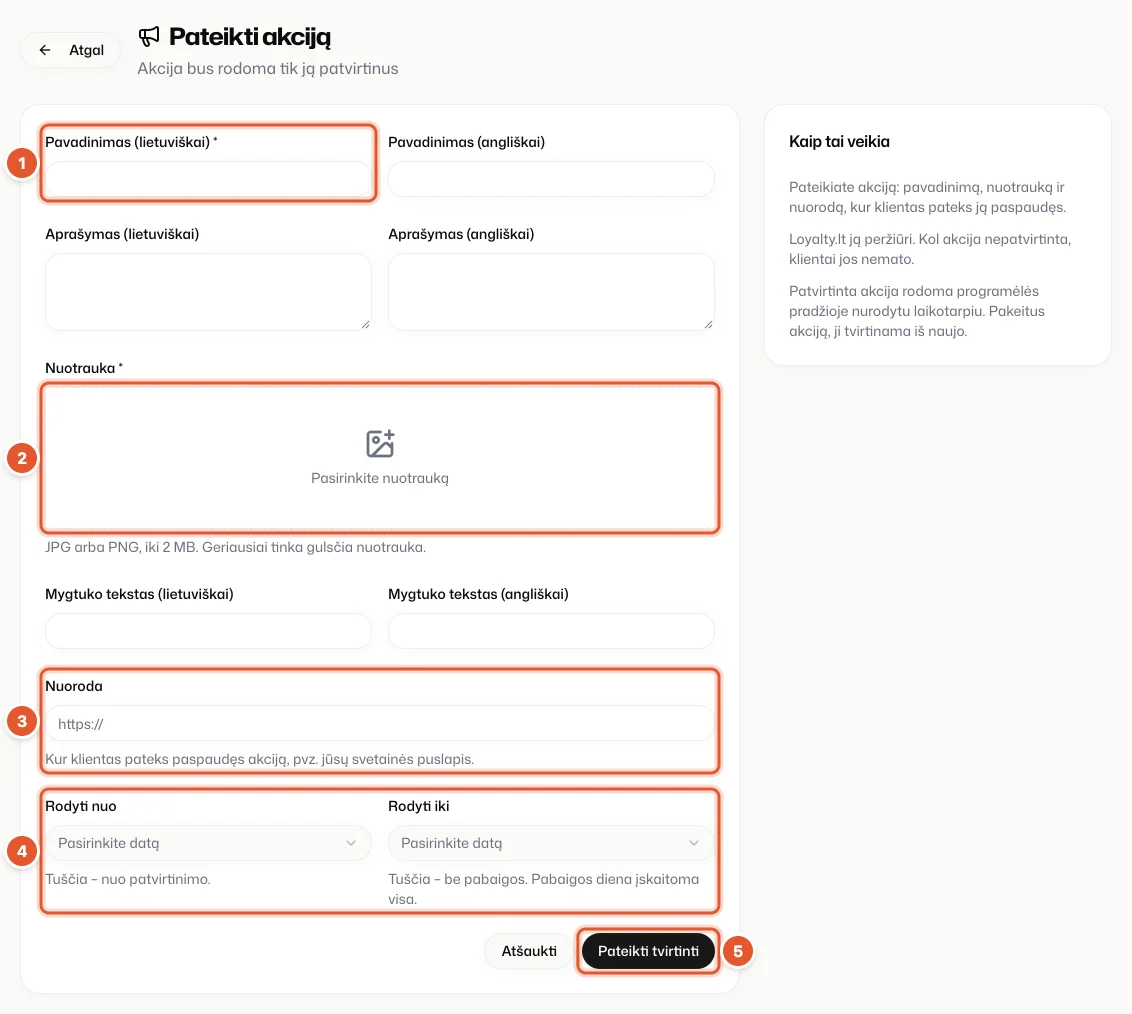 Atgal
Pateikti akciją
Akcija bus rodoma tik ją patvirtinus
1
Pavadinimas (lietuviškai) *
Pavadinimas (angliškai)
Aprašymas (lietuviškai)
Aprašymas (angliškai)
Nuotrauka *
2
Pasirinkite nuotrauką
JPG arba PNG, iki 2 MB. Geriausiai tinka gulsčia nuotrauka.
Mygtuko tekstas (lietuviškai)
Mygtuko tekstas (angliškai)
3
Nuoroda
https://
Kur klientas pateks paspaudęs akciją, pvz. jūsų svetainės puslapis.
4
Rodyti nuo
Pasirinkite datą
Tuščia – nuo patvirtinimo.
Rodyti iki
Pasirinkite datą
Tuščia – be pabaigos. Pabaigos diena įskaitoma
visa.
Atšaukti
Pateikti tvirtinti
5
Kaip tai veikia
Pateikiate akciją: pavadinimą, nuotrauką ir
nuorodą, kur klientas pateks ją paspaudęs.
Loyalty.lt ją peržiūri. Kol akcija nepatvirtinta,
klientai jos nemato.
Patvirtinta akcija rodoma programėlės
pradžioje nurodytu laikotarpiu. Pakeitus
akciją, ji tvirtinama iš naujo.